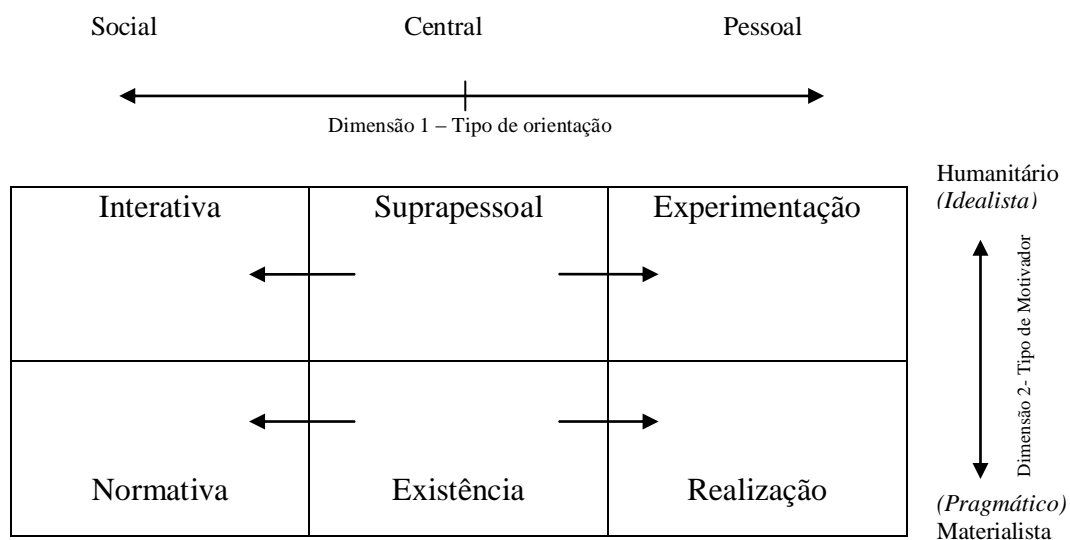 Social Central Pessoal
Dimensão 1 – Tipo de orientação
Humanitário
(Idealista)
Interativa Suprapessoal Experimentação
Dimensão 2- Tipo de Motivador
Normativa Existência Realização
(Pragmático)
Materialista